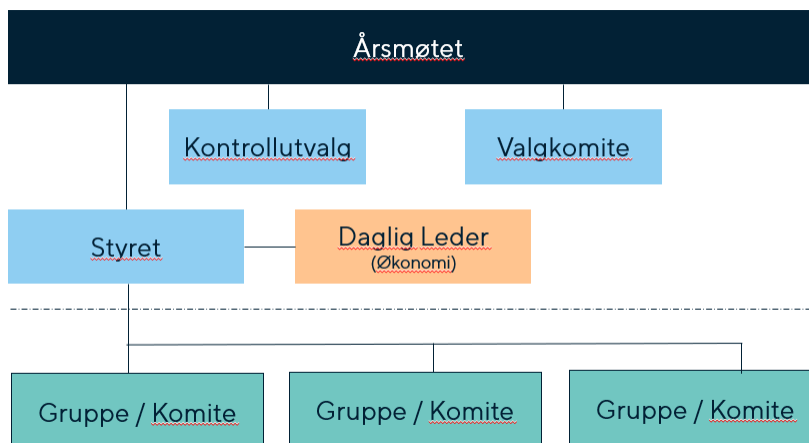 Årsmøtet
Kontrollutvalg
Valgkomite
Styret
Daglig Leder
(Økonomi)
Gruppe / Komite
Gruppe / Komite
Gruppe / Komite